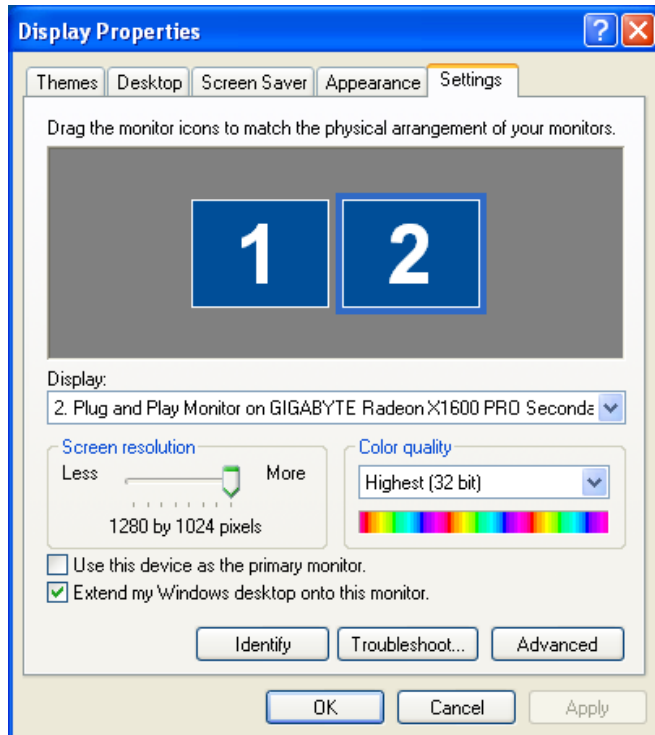 Display Properties
Themes Desktop Screen Saver Appearance Settings
Drag the monitor icons to match the physical arrangement of your monitors.
1 2
Display:
2. Plug and Play Monitor on GIGABYTE Radeon X1600 PRO Seconda
Screen resolution Color quality
Less More Highest (32 bit)
1280 by 1024 pixels
Use this device as the primary monitor.
Extend my Windows desktop onto this monitor.
Identify Troubleshoot... Advanced
OK Cancel Apply